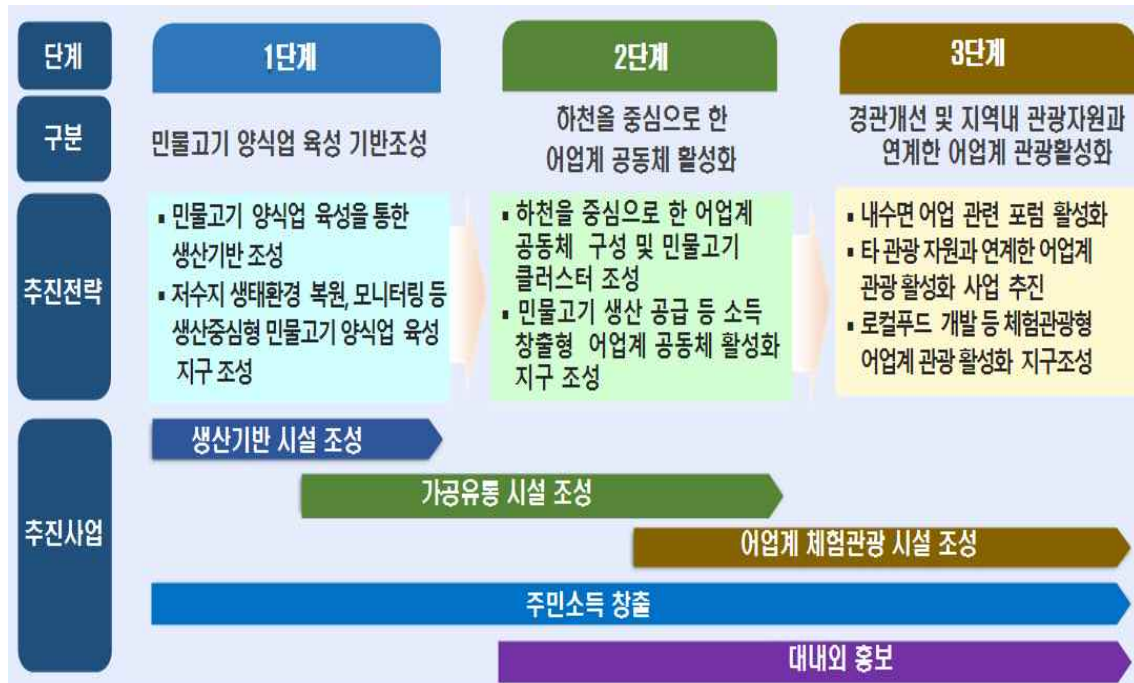 단계
1단계
2단계
3단계
구분
민물고기 양식업 육성 기반조성
하천올 중심으로 한
어업계 공동체 활성화
경관개선 및 지역내 관광자원과
연계한 어업계 관광활성화
추진전략
▪ 민물고기 양식업 육성을 통한
생산기반 조성
▪ 저수지 생태환경 복원, 모니터링 등
생산중심형 민물고기 양식업 육성
지구 조성
▪ 하천을 중심으로 한 어업계
공동체 구성 및 민물고기
클러스터 조성
▪ 민물고기 생산 공급 등 소득
창출형 어업계 공동체 활성화
지구 조성
▪ 내수면 어업 관련 포럼 활성화
▪ 타 관광 자원과 연계한 어업계
관광 활성화 사업 추진
▪ 로컬푸드 개발 등 체험관광형
어업계 관광 활성화 지구조성
추진사업
생산기반 시설 조성
가공유통 시설 조성
어업계 체험관광 시설 조성
주민소득 창출
대내외 홍보